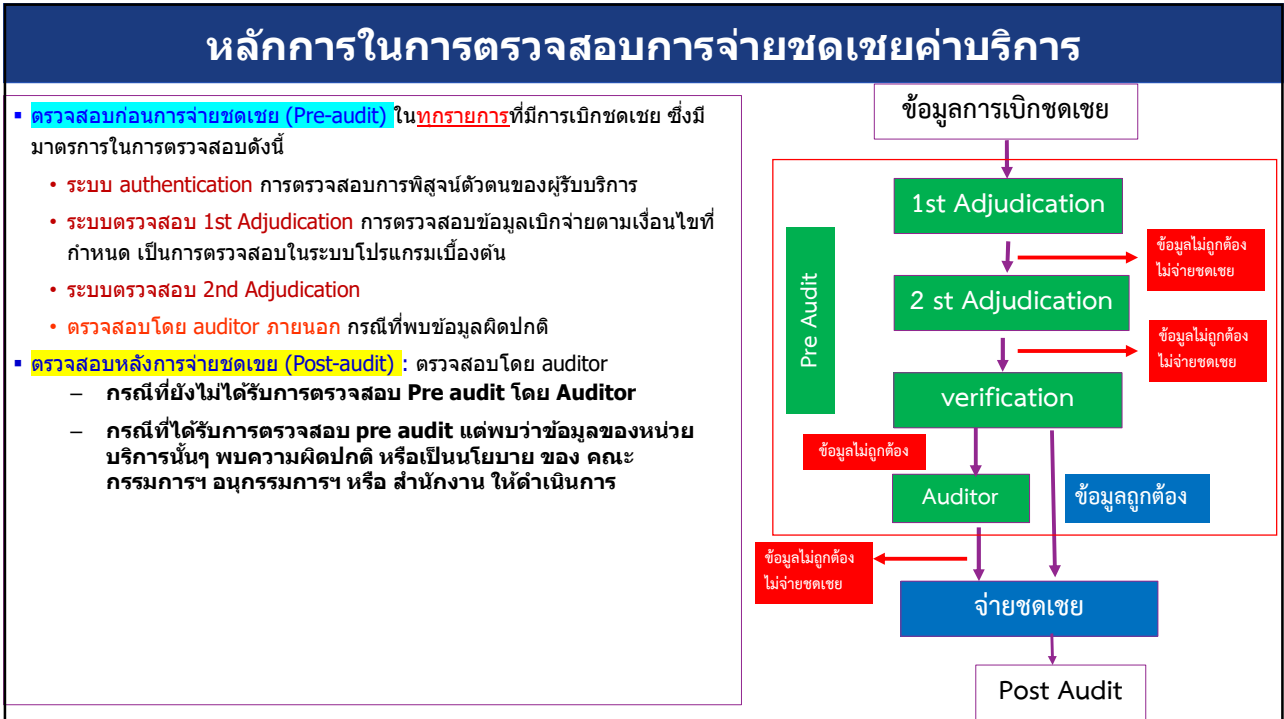 หลักการในการตรวจสอบการจ่ายชดเชยค่าบริการ
▪ ตรวจสอบก่อนการจ่ายชดเชย (Pre-audit) ในทุกรายการที่มีการเบิกชดเชย ซึ่งมี
มาตรการในการตรวจสอบดังนี้
• ระบบ authentication การตรวจสอบการพิสูจน์ตัวตนของผู้รับบริการ
• ระบบตรวจสอบ 1st Adjudication การตรวจสอบข้อมูลเบิกจ่ายตามเงื่อนไขที่
กำหนด เป็นการตรวจสอบในระบบโปรแกรมเบื้องต้น
• ระบบตรวจสอบ 2nd Adjudication
• ตรวจสอบโดย auditor ภายนอก กรณีที่พบข้อมูลผิดปกติ
▪ ตรวจสอบหลังการจ่ายชดเขย (Post-audit) : ตรวจสอบโดย auditor
– กรณีที่ยังไม่ได้รับการตรวจสอบ Pre audit โดย Auditor
– กรณีที่ได้รับการตรวจสอบ pre audit แต่พบว่าข้อมูลของหน่วย
บริการนั้นๆ พบความผิดปกติ หรือเป็นนโยบาย ของ คณะ
กรรมการฯ อนุกรรมการฯ หรือ สำนักงาน ให้ดำเนินการ
ข้อมูลการเบิกชดเชย
Pre Audit
1st Adjudication
ข้อมูลไม่ถูกต้อง
ไม่จ่ายชดเชย
2 st Adjudication
ข้อมูลไม่ถูกต้อง
ไม่จ่ายชดเชย
verification
ข้อมูลไม่ถูกต้อง
Auditor
ข้อมูลถูกต้อง
ข้อมูลไม่ถูกต้อง
ไม่จ่ายชดเชย
จ่ายชดเชย
Post Audit